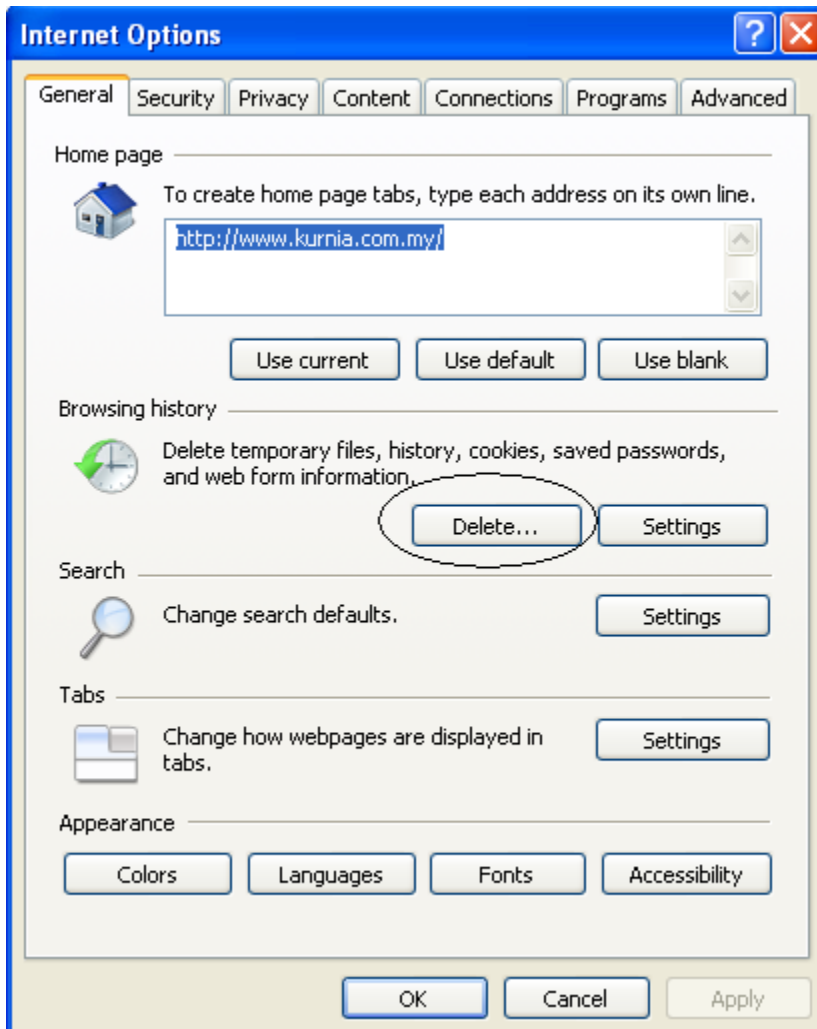 Internet Options
General Security Privacy Content Connections Programs Advanced
Home page
To create home page tabs, type each address on its own line.
http://www.kurnia.com.my/
Use current Use default Use blank
Browsing history
Delete temporary files, history, cookies, saved passwords,
and web form information.
Delete... Settings
Search
Change search defaults. Settings
Tabs
Change how webpages are displayed in
tabs.
Settings
Appearance
Colors Languages Fonts Accessibility
OK Cancel Apply